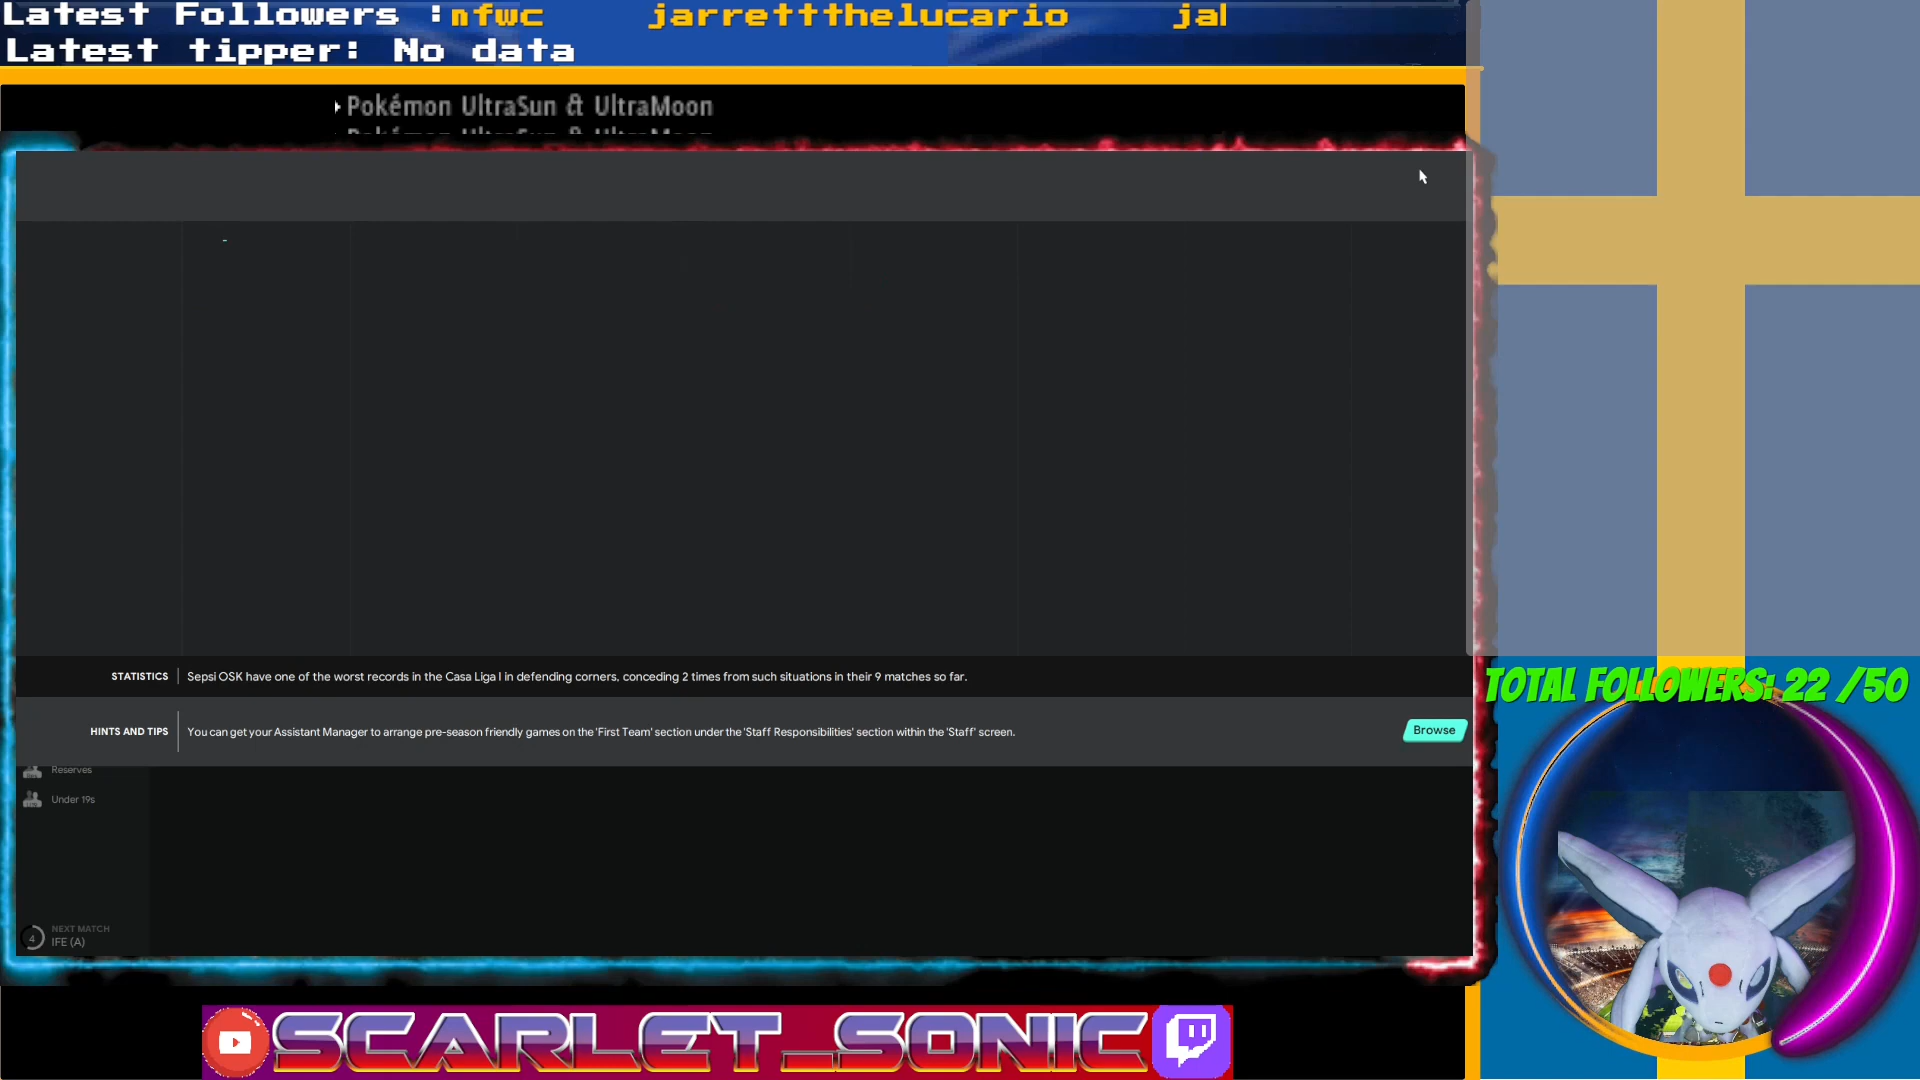 Latest Followers : nfwc jarrettthelucario jal
Latest tipper: No data
Pokémon UltraSun & UltraMoon
Pokémon UltraSun & UltraMoon
STATISTICS Sepsi OSK have one of the worst records in the Casa Liga I in defending corners, conceding 2 times from such situations in their 9 matches so far.
TOTAL FOLLOWERS: 22 /50
HINTS AND TIPS You can get your Assistant Manager to arrange pre-season friendly games on the 'First Team' section under the 'Staff Responsibilities' section within the 'Staff' screen. Browse
Reserves
Under 19s
4 NEXT MATCH
IFE (A)
SCARLET_SONIC